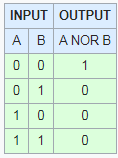 INPUT OUTPUT
A B A NOR B
0 0 1
0 1 0
1 0 0
1 1 0